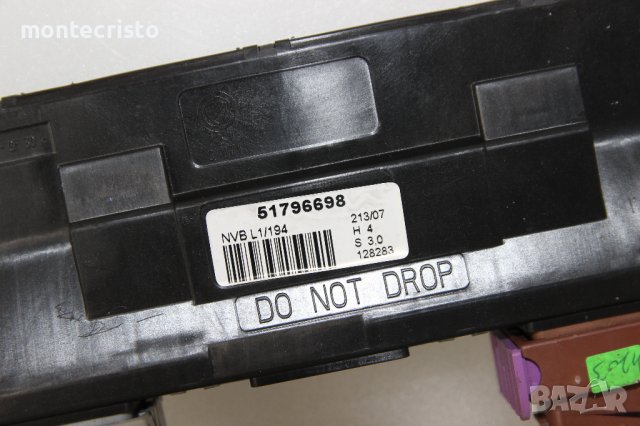 montecristo
51796698
NVB L1/194
213/07
H 4
S 3.0
128283
DO NOT DROP
BAZAR